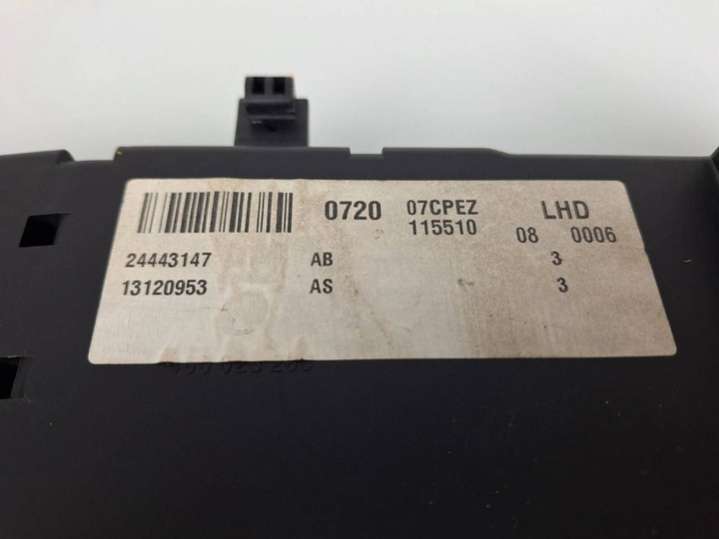 0720 07CPEZ LHD
115510 08 0006
24443147 AB 3
13120953 AS 3